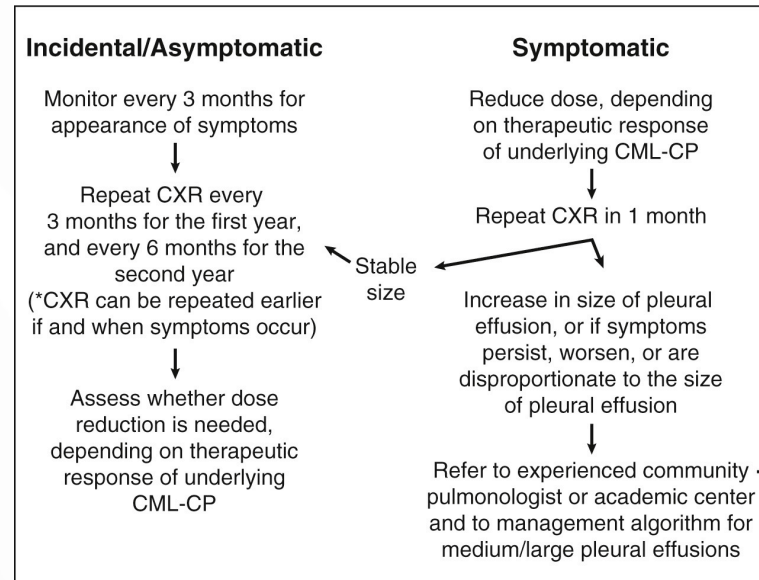 Incidental/Asymptomatic
Monitor every 3 months for
appearance of symptoms
Repeat CXR every
3 months for the first year,
and every 6 months for the
second year
(*CXR can be repeated earlier
if and when symptoms occur)
Assess whether dose
reduction is needed,
depending on therapeutic
response of underlying
CML-CP
Stable
size
Symptomatic
Reduce dose, depending
on therapeutic response
of underlying CML-CP
Repeat CXR in 1 month
Increase in size of pleural
effusion, or if symptoms
persist, worsen, or are
disproportionate to the size
of pleural effusion
Refer to experienced community -
pulmonologist or academic center
and to management algorithm for
medium/large pleural effusions